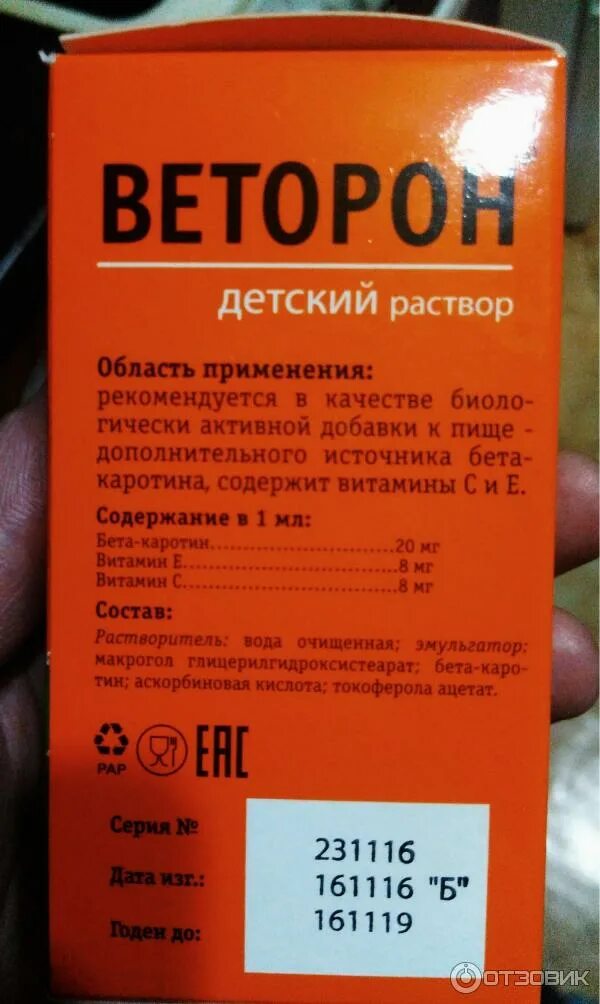 ВЕТОРОН
детский раствор
Область применения:
рекомендуется в качестве биоло-
гически активной добавки к пище -
дополнительного источника бета-
каротина, содержит витамины С и Е.
Содержание в 1 мл:
Бета-каротин..............................20 мг
Витамин Е...................................8 мг
Витамин С...................................8 мг
Состав:
Растворитель: вода очищенная; эмульгатор:
макрогол глицерилгидроксистеарат; бета-каро-
тин; аскорбиновая кислота; токоферола ацетат.
PAP
EAC
Серия № 231116
Дата изг.: 161116 "Б"
Годен до: 161119
ОТЗОВИК